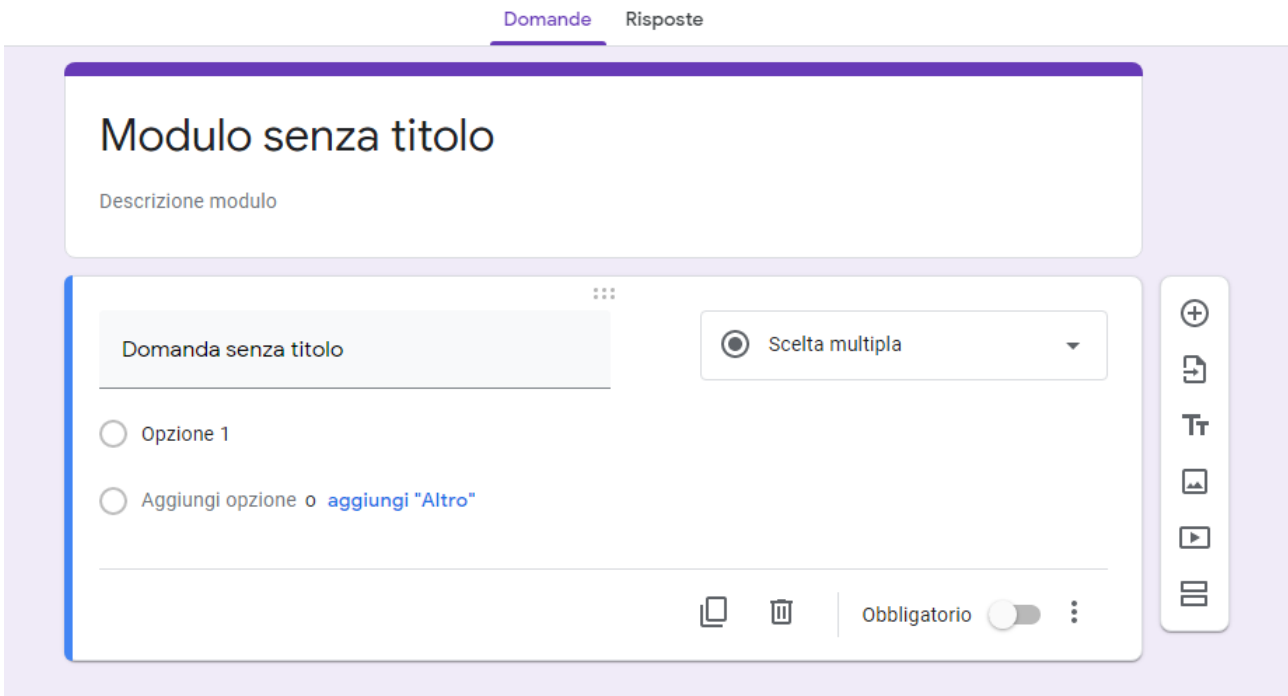 Domande Risposte
Modulo senza titolo
Descrizione modulo
Domanda senza titolo
Scelta multipla
Opzione 1
Aggiungi opzione o aggiungi "Altro"
Obbligatorio
Tт